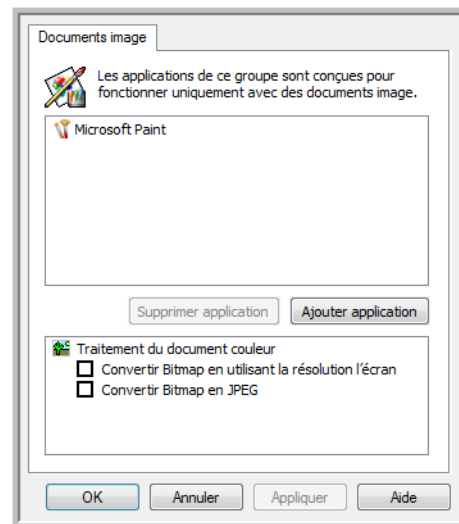 Documents image
Les applications de ce groupe sont conçues pour
fonctionner uniquement avec des documents image.
Microsoft Paint
Supprimer application
Ajouter application
Traitement du document couleur
Convertir Bitmap en utilisant la résolution l'écran
Convertir Bitmap en JPEG
OK
Annuler
Appliquer
Aide